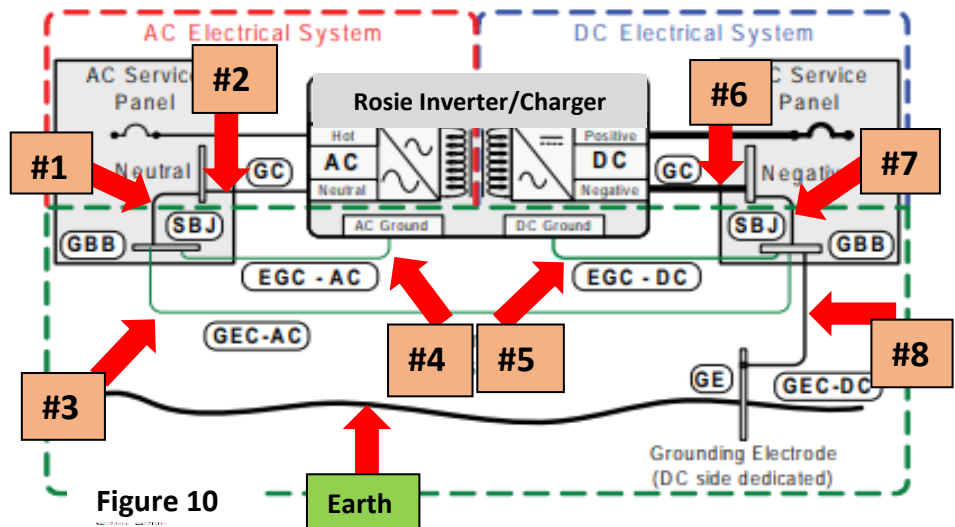 AC Electrical System
DC Electrical System
#2
AC Service
Panel
Rosie Inverter/Charger
#6
Service
Panel
#1
Neutral
GC
Hot
AC
Neutral
Positive
DC
Negative
GC
#7
SBJ
GBB
AC Ground
DC Ground
SBJ
GBB
EGC - AC
EGC - DC
GEC-AC
#4
#5
#8
#3
GE
GEC-DC
Grounding Electrode
(DC side dedicated)
Figure 10
Earth